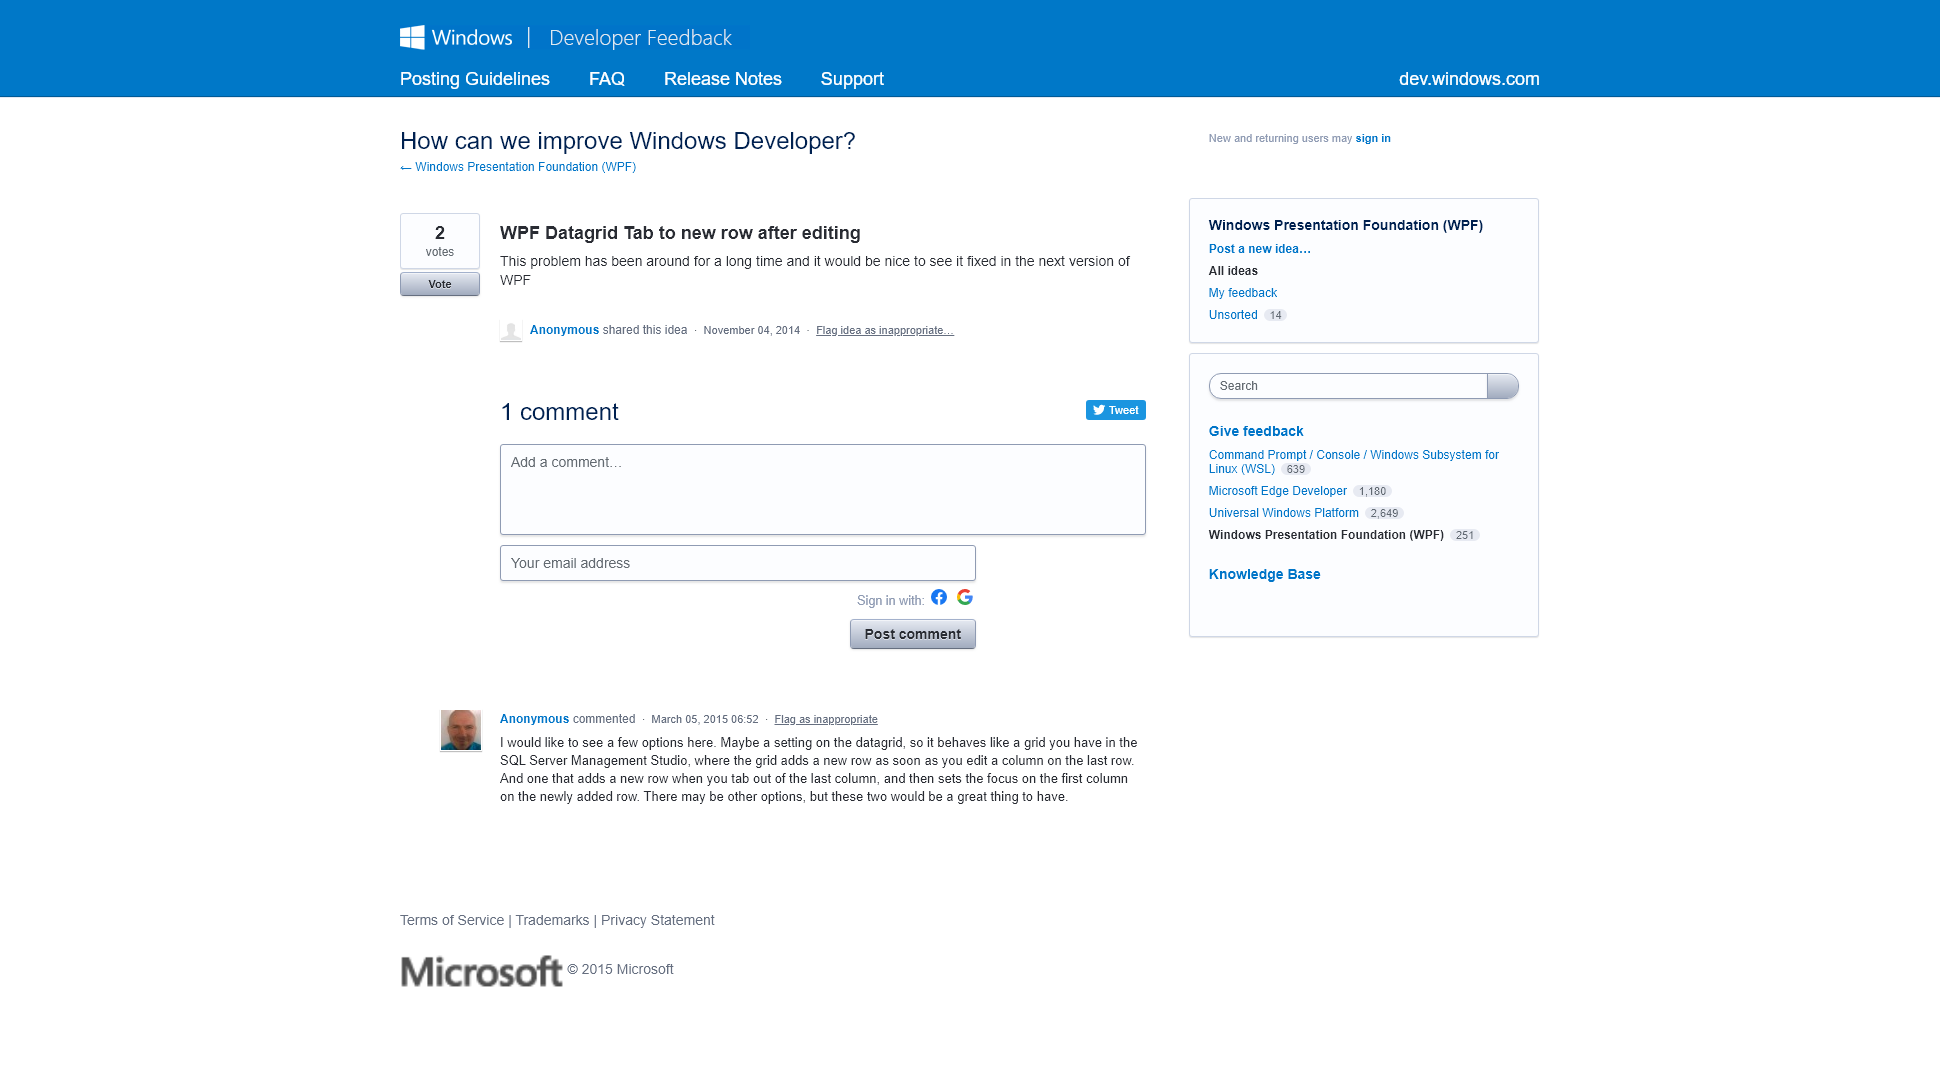 Windows | Developer Feedback
Posting Guidelines FAQ Release Notes Support dev.windows.com
How can we improve Windows Developer?
New and returning users may sign in
← Windows Presentation Foundation (WPF)
2
votes
Vote
WPF Datagrid Tab to new row after editing
This problem has been around for a long time and it would be nice to see it fixed in the next version of
WPF
Anonymous shared this idea · November 04, 2014 · Flag idea as inappropriate…
1 comment
Tweet
Add a comment…
Your email address
Sign in with:
Post comment
Anonymous commented · March 05, 2015 06:52 · Flag as inappropriate
I would like to see a few options here. Maybe a setting on the datagrid, so it behaves like a grid you have in the
SQL Server Management Studio, where the grid adds a new row as soon as you edit a column on the last row.
And one that adds a new row when you tab out of the last column, and then sets the focus on the first column
on the newly added row. There may be other options, but these two would be a great thing to have.
Windows Presentation Foundation (WPF)
Post a new idea…
All ideas
My feedback
Unsorted 14
Search
Give feedback
Command Prompt / Console / Windows Subsystem for
Linux (WSL) 639
Microsoft Edge Developer 1,180
Universal Windows Platform 2,649
Windows Presentation Foundation (WPF) 251
Knowledge Base
Terms of Service | Trademarks | Privacy Statement
Microsoft © 2015 Microsoft